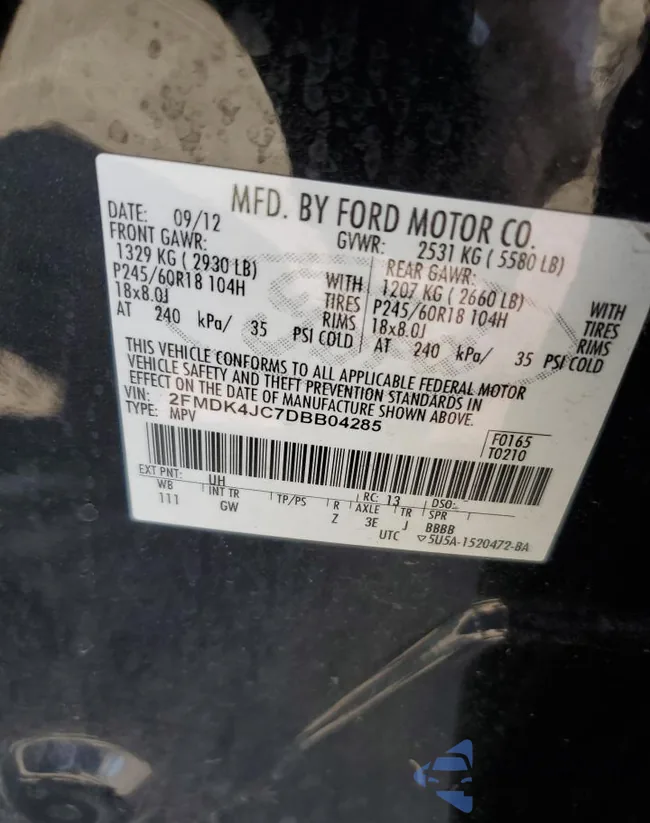 MFD. BY FORD MOTOR CO.
DATE: 09/12
GVWR: 2531 KG ( 5580 LB)
FRONT GAWR:
1329 KG ( 2930 LB)
P245/60R18 104H
18x8.0J
AT 240 kPa/ 35 PSI COLD
WITH
TIRES
RIMS
REAR GAWR:
1207 KG ( 2660 LB)
P245/60R18 104H
18x8.0J
AT 240 kPa/ 35 PSI COLD
WITH
TIRES
RIMS
THIS VEHICLE CONFORMS TO ALL APPLICABLE FEDERAL MOTOR
VEHICLE SAFETY AND THEFT PREVENTION STANDARDS IN
EFFECT ON THE DATE OF MANUFACTURE SHOWN ABOVE.
VIN: 2FMDK4JC7DBB04285
TYPE: MPV
F0165
T0210
EXT PNT: UH RC: 13 DSO:
WB INT TR TP/PS R AXLE TR SPR
111 GW Z 3E J BBBB
UTC ▽5U5A-1520472-BA